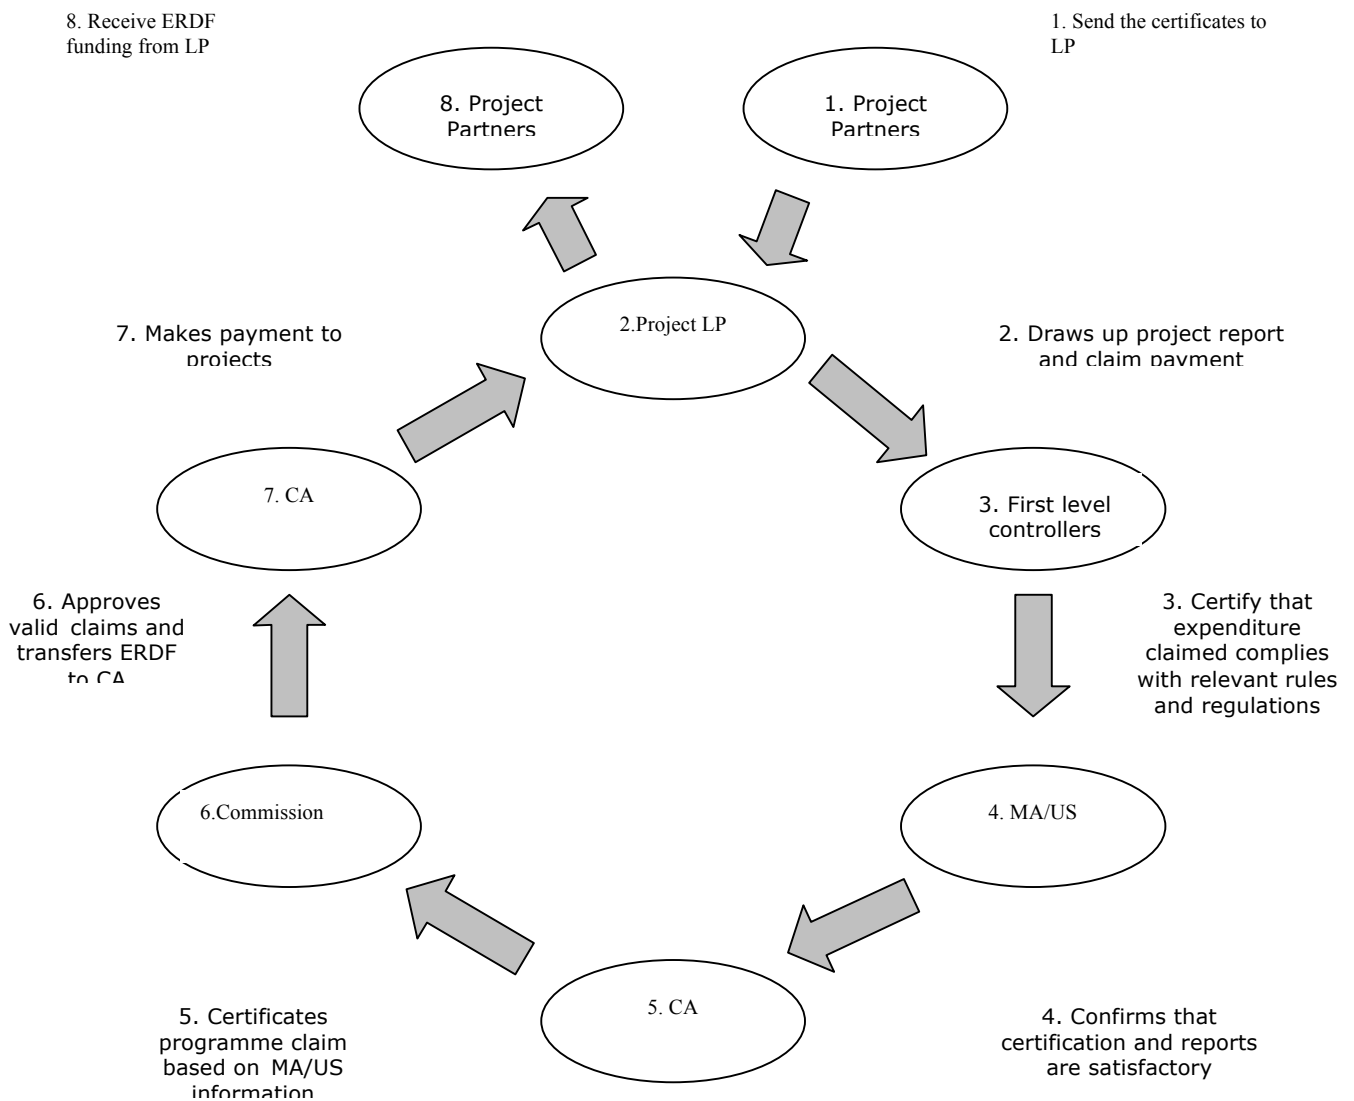 8. Receive ERDF
funding from LP
1. Send the certificates to
LP
8. Project
Partners
1. Project
Partners
2.Project LP
7. Makes payment to
projects
2. Draws up project report
and claim payment
7. CA
3. First level
controllers
6. Approves
valid claims and
transfers ERDF
to CA
3. Certify that
expenditure
claimed complies
with relevant rules
and regulations
6.Commission
4. MA/US
5. CA
5. Certificates
programme claim
based on MA/US
information
4. Confirms that
certification and reports
are satisfactory